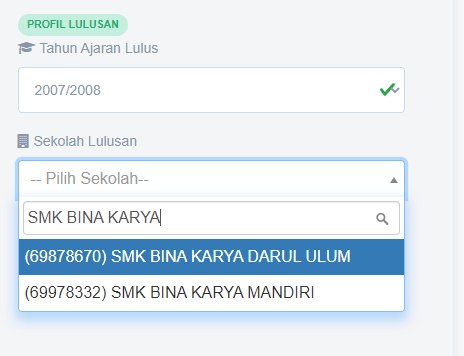 PROFIL LULUSAN
Tahun Ajaran Lulus
2007/2008
Sekolah Lulusan
-- Pilih Sekolah--
SMK BINA KARYA
(69878670) SMK BINA KARYA DARUL ULUM
(69978332) SMK BINA KARYA MANDIRI